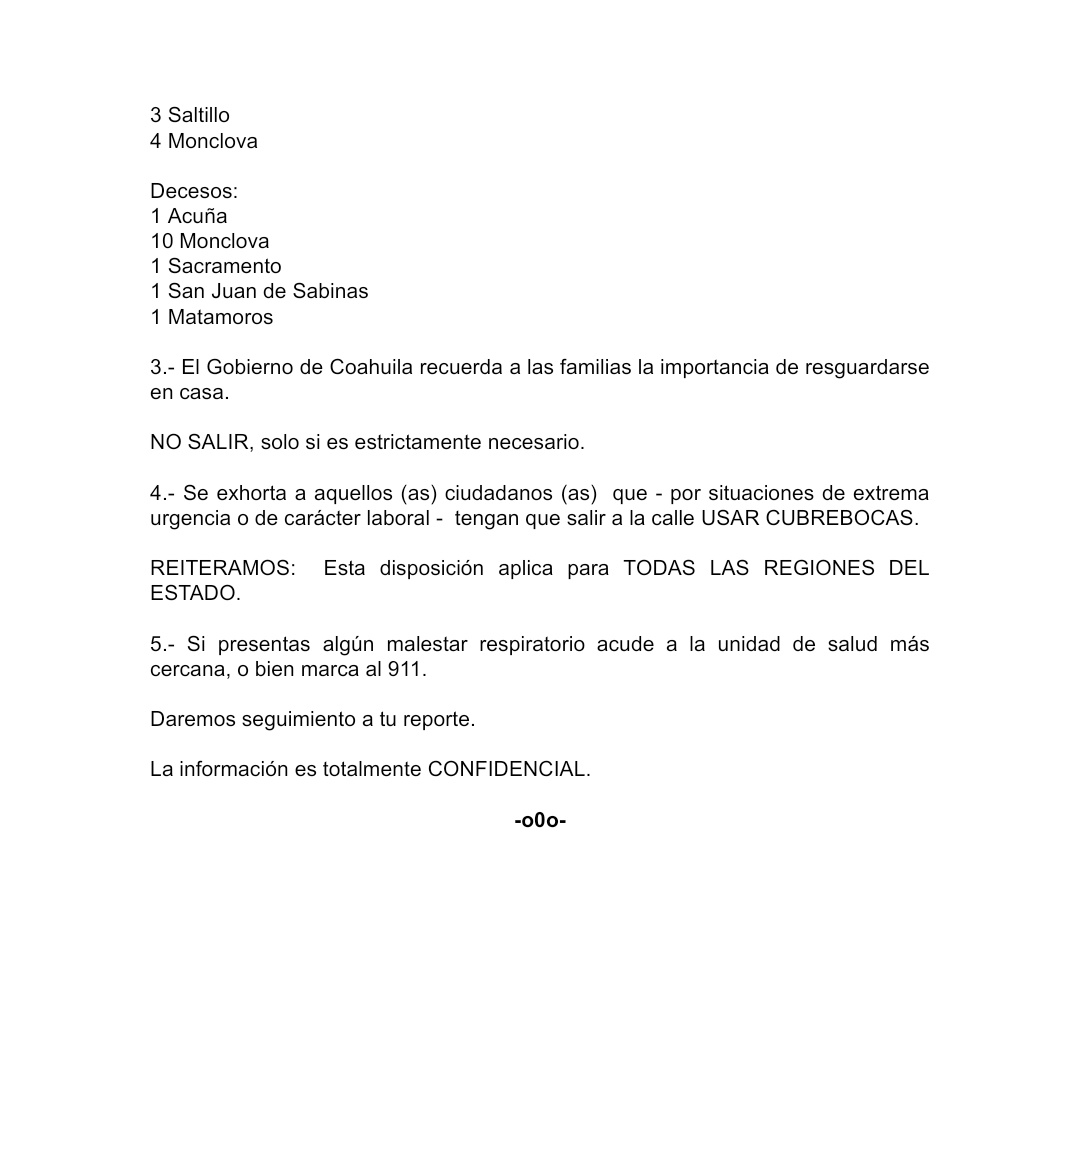 3 Saltillo
4 Monclova
Decesos:
1 Acuña
10 Monclova
1 Sacramento
1 San Juan de Sabinas
1 Matamoros
3.- El Gobierno de Coahuila recuerda a las familias la importancia de resguardarse
en casa.
NO SALIR, solo si es estrictamente necesario.
4.- Se exhorta a aquellos (as) ciudadanos (as)  que - por situaciones de extrema
urgencia o de carácter laboral -  tengan que salir a la calle USAR CUBREBOCAS.
REITERAMOS:  Esta disposición aplica para TODAS LAS REGIONES DEL
ESTADO.
5.- Si presentas algún malestar respiratorio acude a la unidad de salud más
cercana, o bien marca al 911.
Daremos seguimiento a tu reporte.
La información es totalmente CONFIDENCIAL.
-o0o-